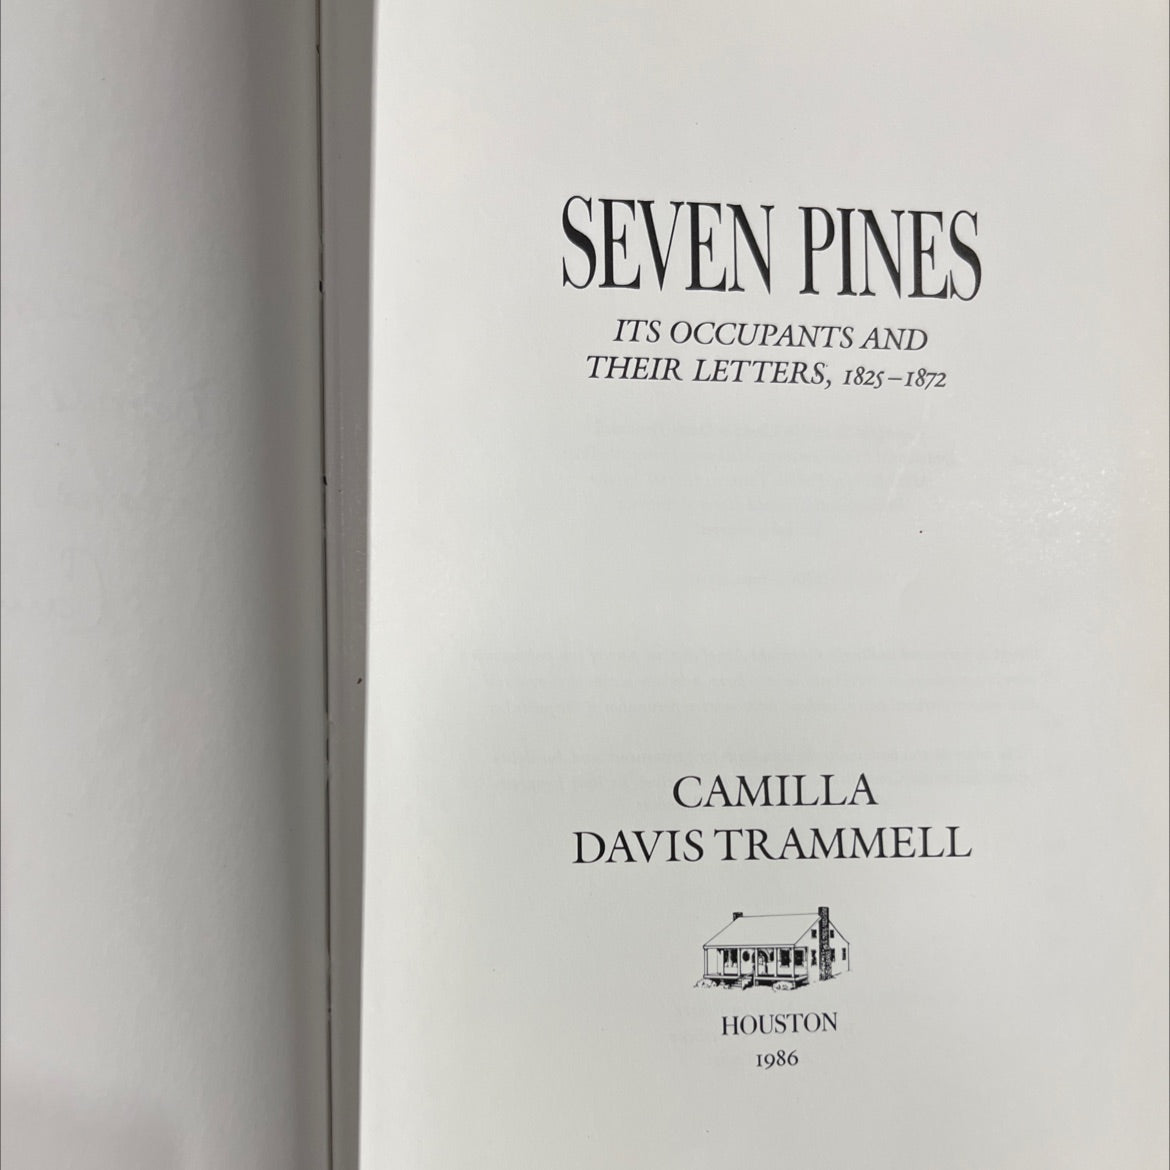 SEVEN PINES
ITS OCCUPANTS AND
THEIR LETTERS, 1825–1872
CAMILLA
DAVIS TRAMMELL
HOUSTON
1986